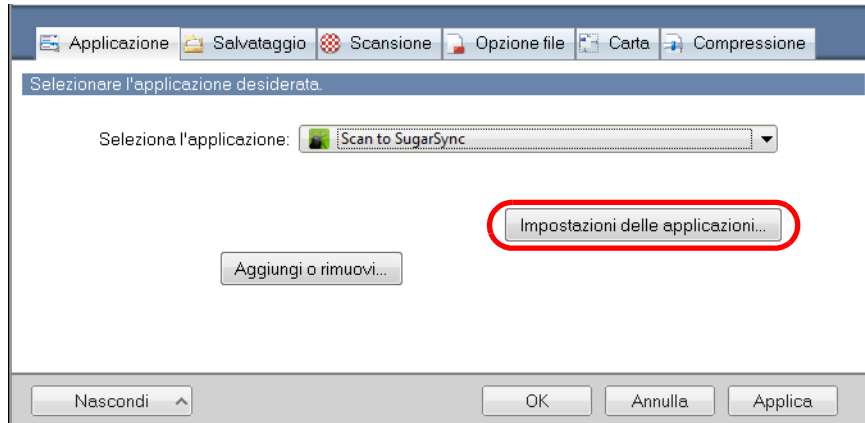 Applicazione Salvataggio Scansione Opzione file Carta Compressione
Selezionare l'applicazione desiderata.
Seleziona l'applicazione: Scan to SugarSync
Impostazioni delle applicazioni...
Aggiungi o rimuovi...
Nascondi OK Annulla Applica